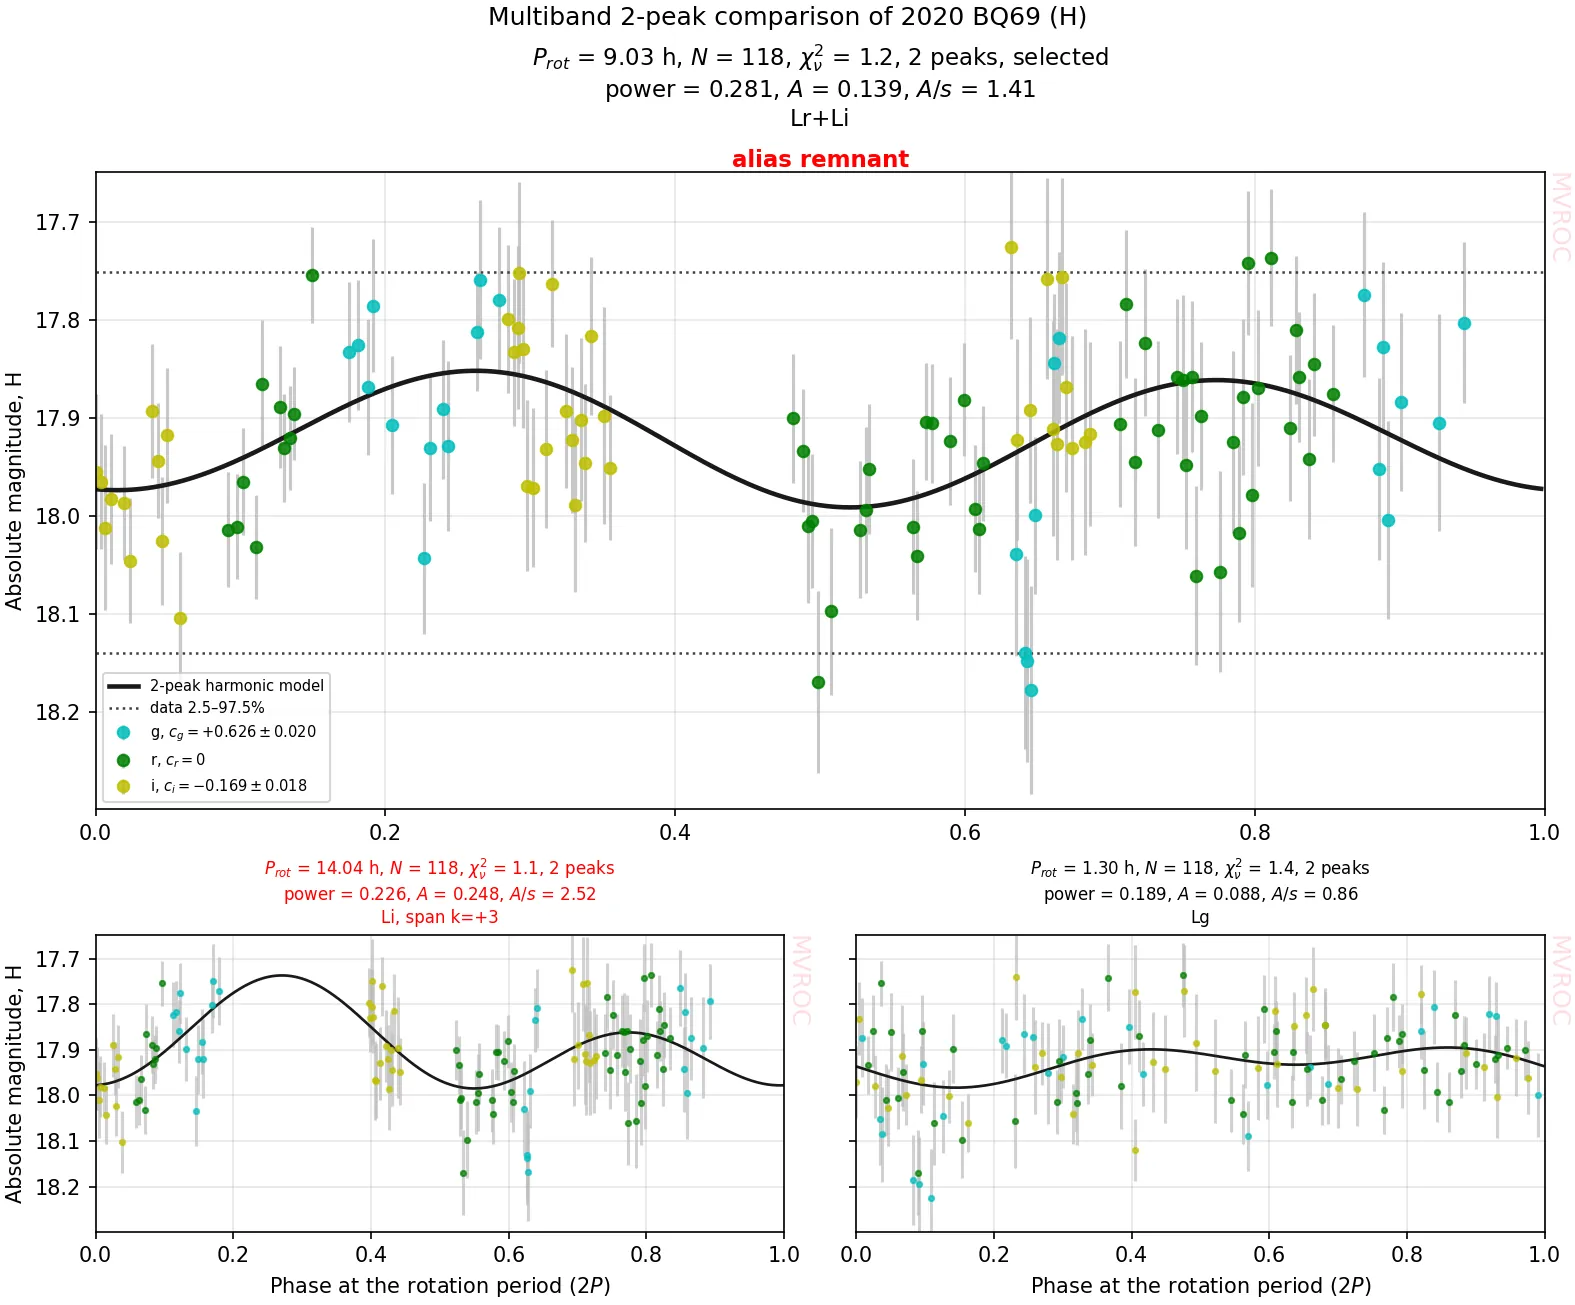 Multiband 2-peak comparison of 2020 BQ69 (H)
P_rot = 9.03 h, N = 118, χ²_ν = 1.2, 2 peaks, selected
power = 0.281, A = 0.139, A/s = 1.41
Lr+Li
alias remnant
MVROC
Absolute magnitude, H
17.7
17.8
17.9
18.0
18.1
18.2
2-peak harmonic model
data 2.5–97.5%
g, c_g = +0.626 ± 0.020
r, c_r = 0
i, c_i = −0.169 ± 0.018
0.0 0.2 0.4 0.6 0.8 1.0
P_rot = 14.04 h, N = 118, χ²_ν = 1.1, 2 peaks
power = 0.226, A = 0.248, A/s = 2.52
Li, span k=+3
MVROC
Absolute magnitude, H
17.7
17.8
17.9
18.0
18.1
18.2
0.0 0.2 0.4 0.6 0.8 1.0
Phase at the rotation period (2P)
P_rot = 1.30 h, N = 118, χ²_ν = 1.4, 2 peaks
power = 0.189, A = 0.088, A/s = 0.86
Lg
MVROC
0.0 0.2 0.4 0.6 0.8 1.0
Phase at the rotation period (2P)